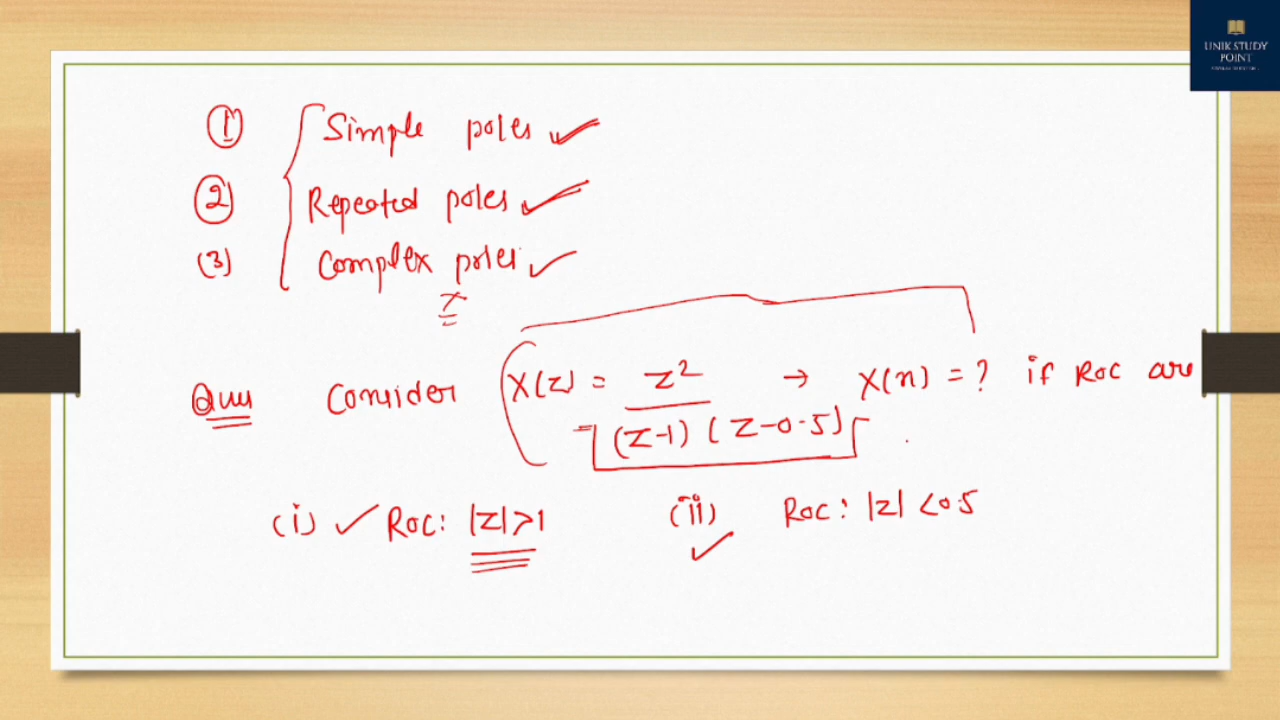 UNIK STUDY
POINT
(1) Simple poles ✓
(2) Repeated poles ✓
(3) Complex poles ✓
Consider X(z) = z² / (z-1)(z-0.5) → X(n) = ? if ROC are
(i) ✓ ROC: |z|>1 (ii) ✓ ROC: |z| <0.5